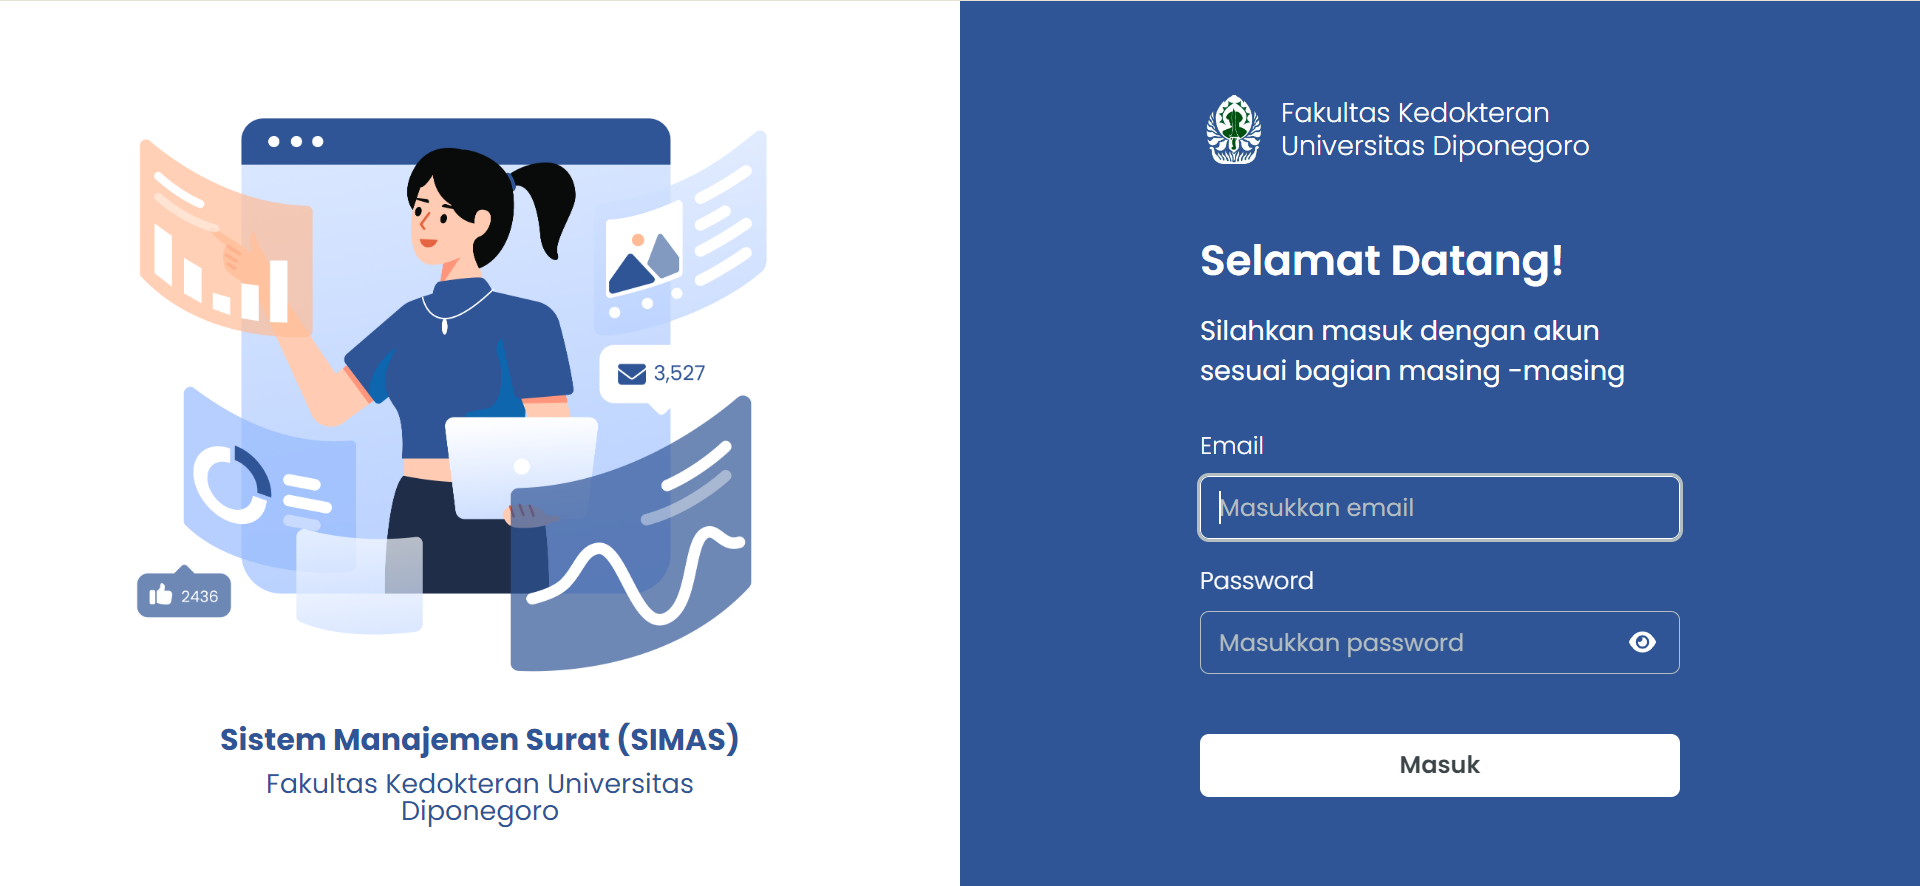 3,527
2436
Sistem Manajemen Surat (SIMAS)
Fakultas Kedokteran Universitas
Diponegoro
Fakultas Kedokteran
Universitas Diponegoro
Selamat Datang!
Silahkan masuk dengan akun
sesuai bagian masing -masing
Email
Masukkan email
Password
Masukkan password
Masuk